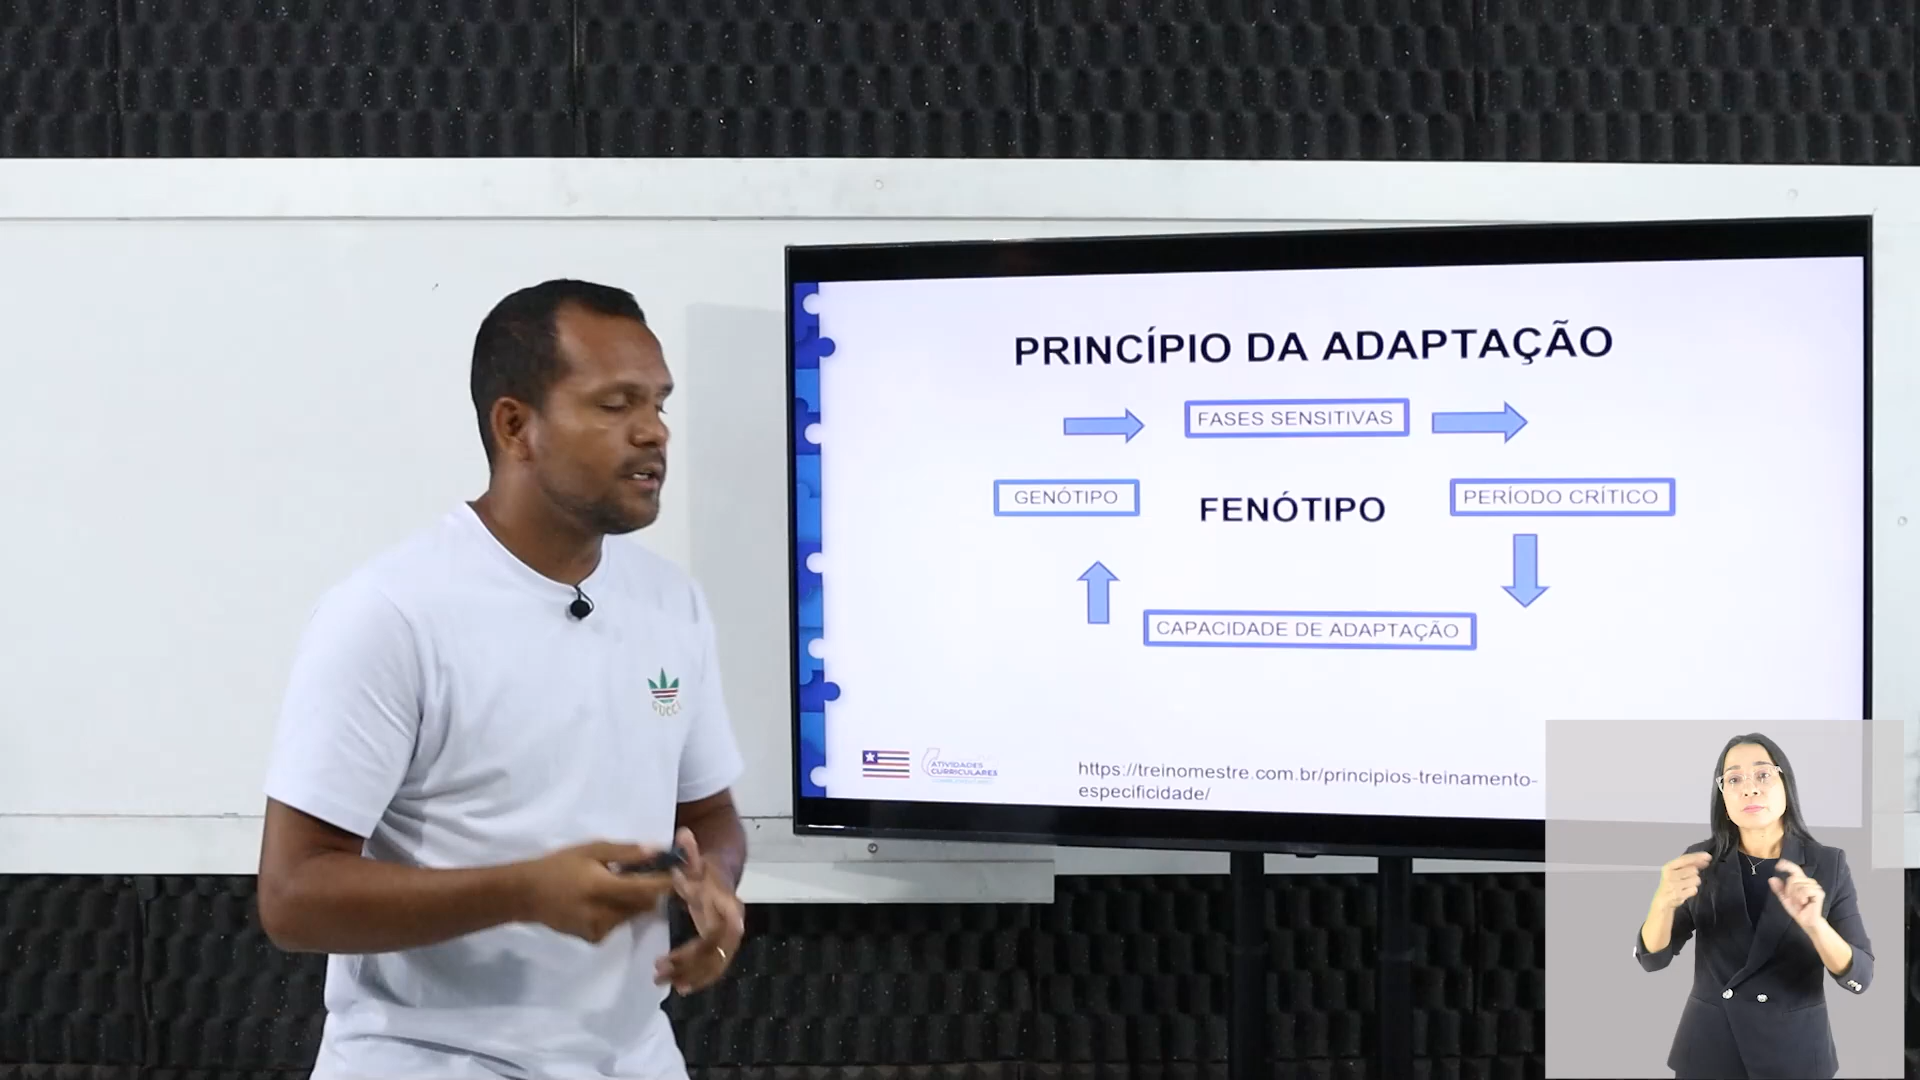 PRINCÍPIO DA ADAPTAÇÃO
FASES SENSITIVAS
GENÓTIPO
FENÓTIPO
PERÍODO CRÍTICO
CAPACIDADE DE ADAPTAÇÃO
ATIVIDADES
CURRICULARES
https://treinomestre.com.br/principios-treinamento-
especificidade/
GUCCI